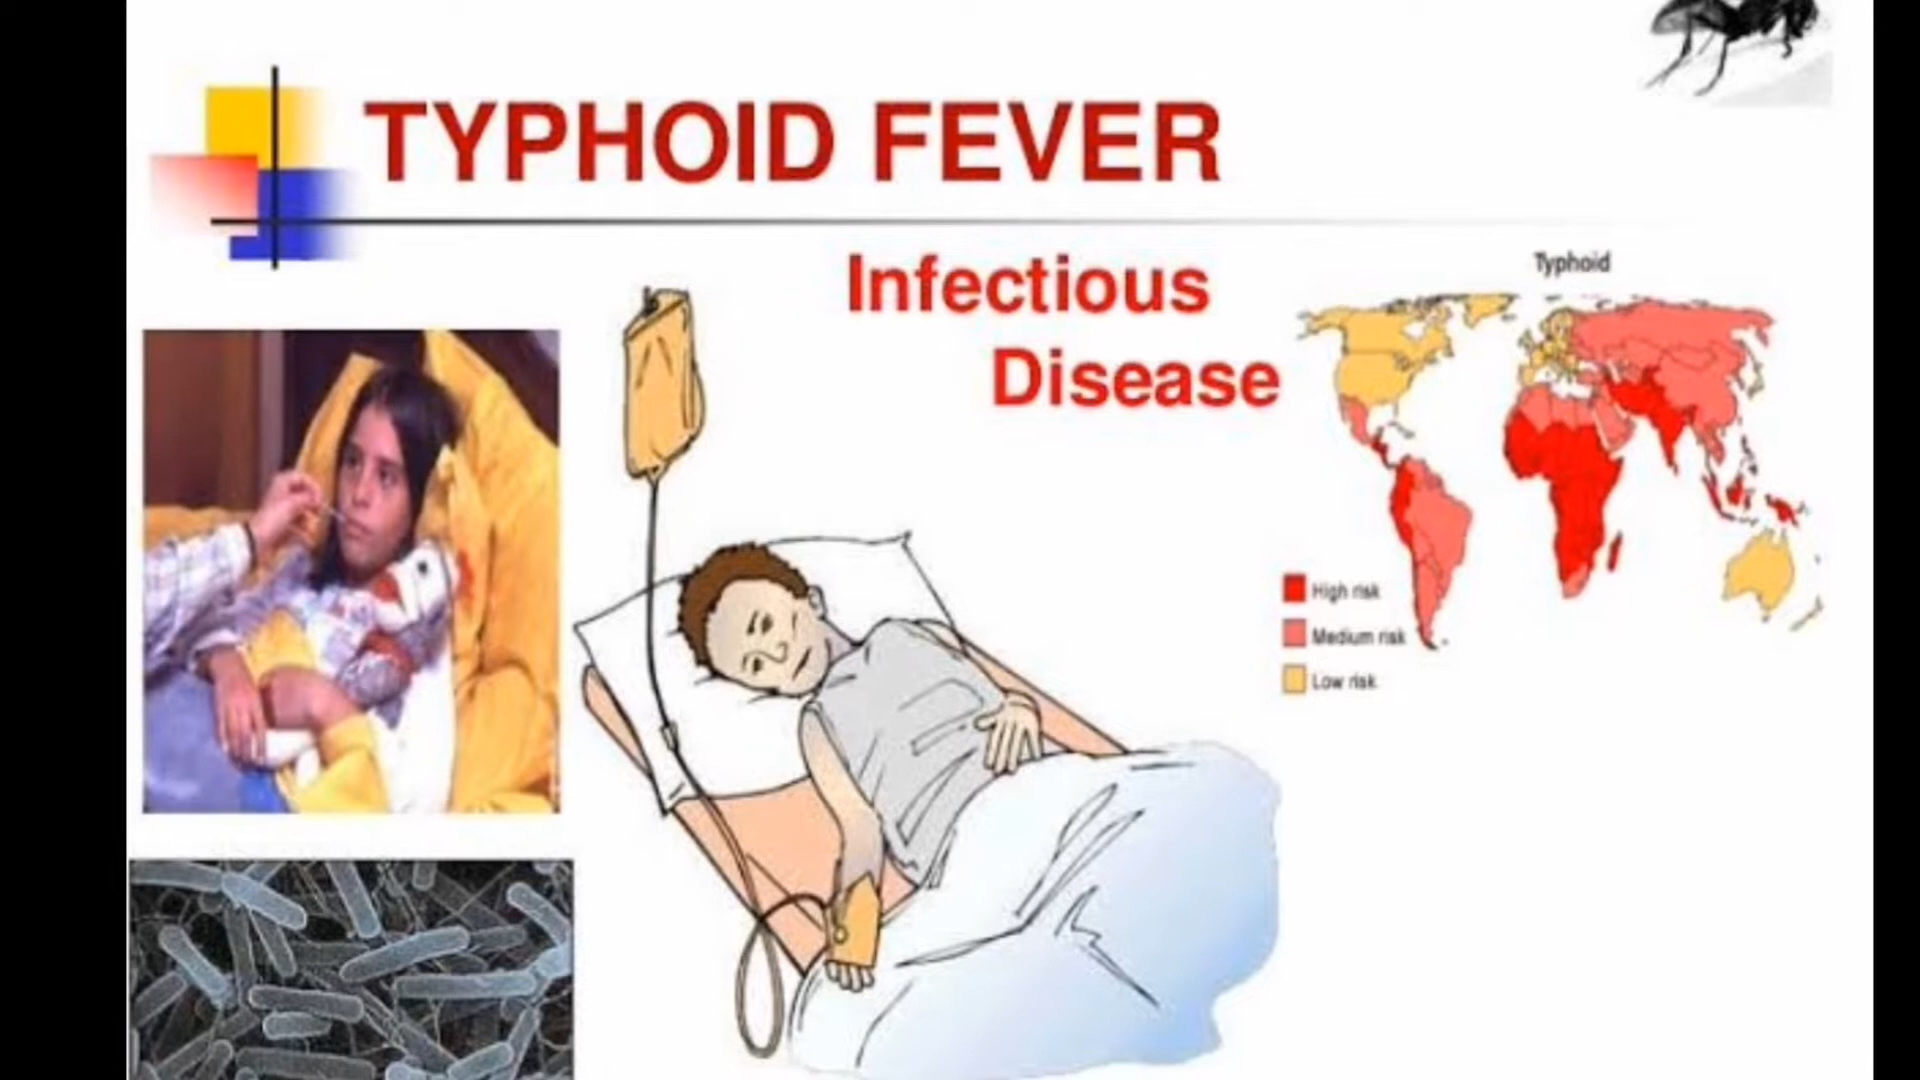 TYPHOID FEVER
Infectious
Disease
Typhoid
High risk
Medium risk
Low risk